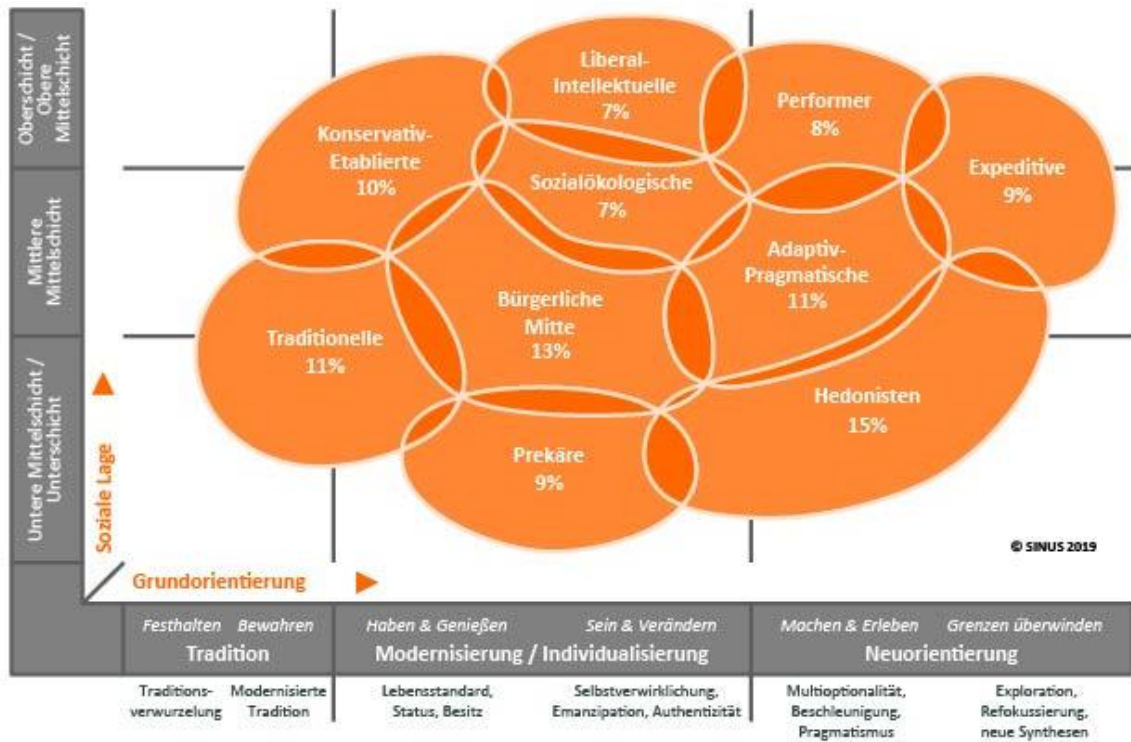 Oberschicht /
Obere
Mittelschicht
Mittlere
Mittelschicht
Untere Mittelschicht /
Unterschicht
Soziale Lage
Liberal-
Intellektuelle
7%
Performer
8%
Konservativ-
Etablierte
10%
Expeditive
9%
Sozialökologische
7%
Adaptiv-
Pragmatische
11%
Bürgerliche
Mitte
13%
Traditionelle
11%
Hedonisten
15%
Prekäre
9%
© SINUS 2019
Grundorientierung
Festhalten Bewahren
Tradition
Haben & Genießen Sein & Verändern
Modernisierung / Individualisierung
Machen & Erleben Grenzen überwinden
Neuorientierung
Traditions-
verwurzelung
Modernisierte
Tradition
Lebensstandard,
Status, Besitz
Selbstverwirklichung,
Emanzipation, Authentizität
Multioptionalität,
Beschleunigung,
Pragmatismus
Exploration,
Refokussierung,
neue Synthesen